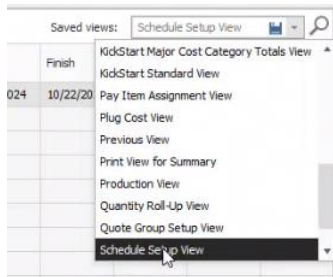 Saved views: Schedule Setup View
Finish
024 10/22/20
KickStart Major Cost Category Totals View
KickStart Standard View
Pay Item Assignment View
Plug Cost View
Previous View
Print View for Summary
Production View
Quantity Roll-Up View
Quote Group Setup View
Schedule Setup View